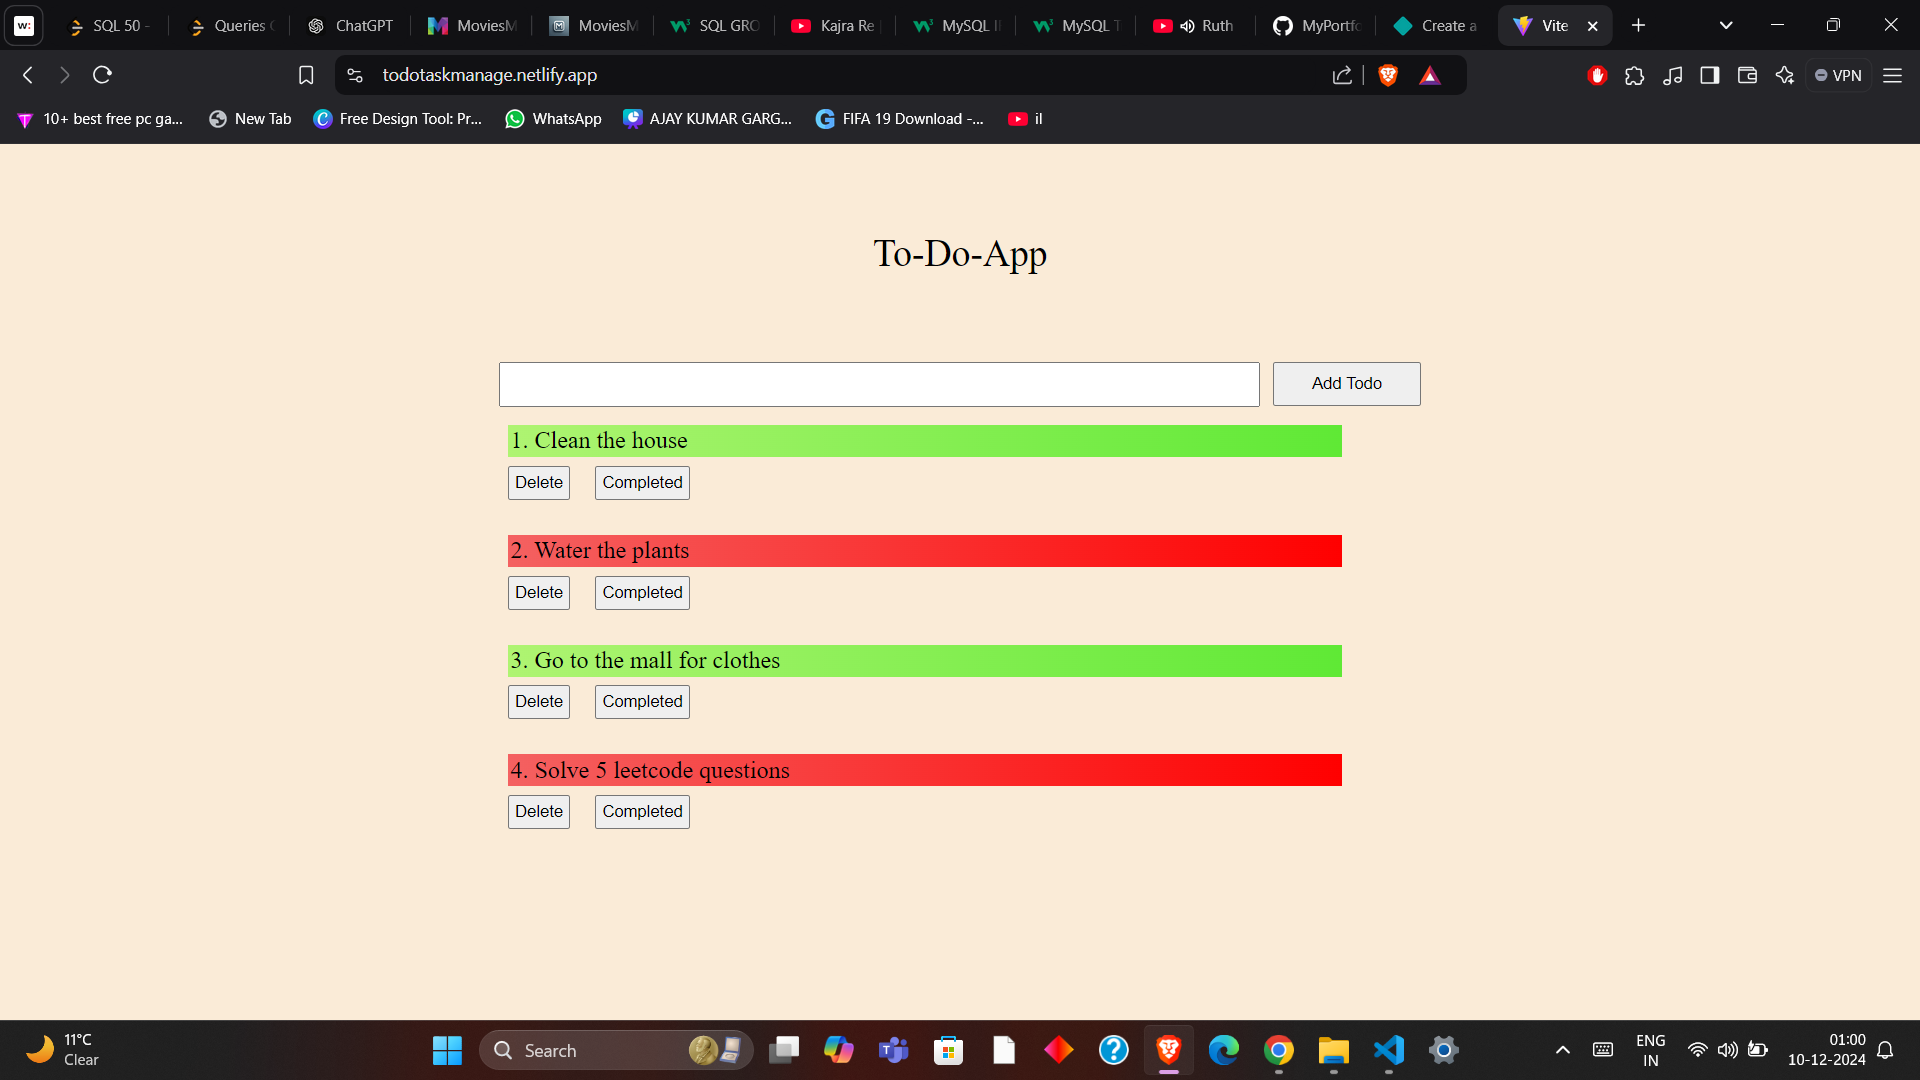 w:
SQL 50 -
Queries
ChatGPT
MoviesM
MoviesM
SQL GRO
Kajra Re
MySQL
MySQL
Ruth
MyPortfo
Create a
Vite
todotaskmanage.netlify.app
VPN
10+ best free pc ga...
New Tab
Free Design Tool: Pr...
WhatsApp
AJAY KUMAR GARG...
FIFA 19 Download -...
il
To-Do-App
Add Todo
1. Clean the house
Delete
Completed
2. Water the plants
Delete
Completed
3. Go to the mall for clothes
Delete
Completed
4. Solve 5 leetcode questions
Delete
Completed
11°C
Clear
Search
ENG
IN
01:00
10-12-2024